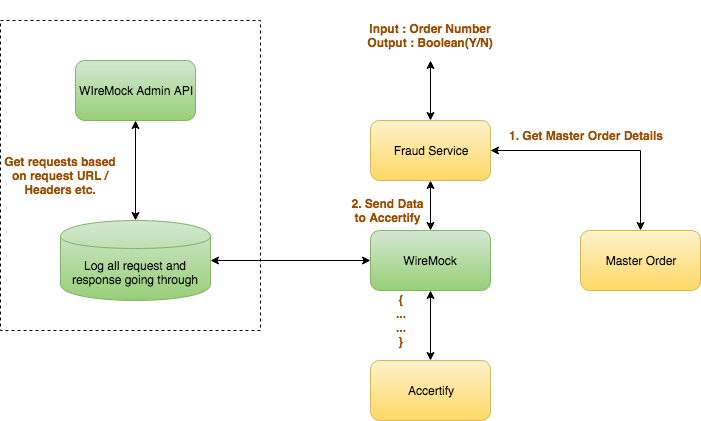 Input : Order Number
Output : Boolean(Y/N)
WIreMock Admin API
Fraud Service
1. Get Master Order Details
Get requests based
on request URL /
Headers etc.
2. Send Data
to Accertify
Log all request and
response going through
WireMock
Master Order
{
...
...
}
Accertify